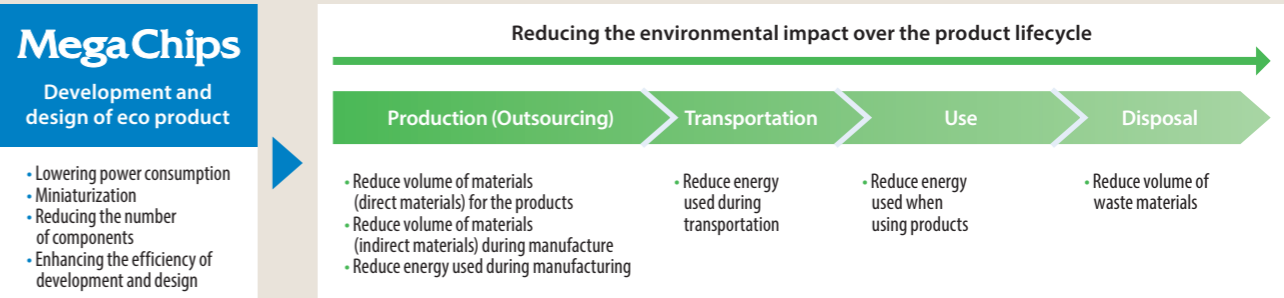 MegaChips
Development and
design of eco product
• Lowering power consumption
• Miniaturization
• Reducing the number
of components
• Enhancing the efficiency of
development and design
Reducing the environmental impact over the product lifecycle
Production (Outsourcing)
• Reduce volume of materials
(direct materials) for the products
• Reduce volume of materials
(indirect materials) during manufacture
• Reduce energy used during manufacturing
Transportation
• Reduce energy
used during
transportation
Use
• Reduce energy
used when
using products
Disposal
• Reduce volume of
waste materials